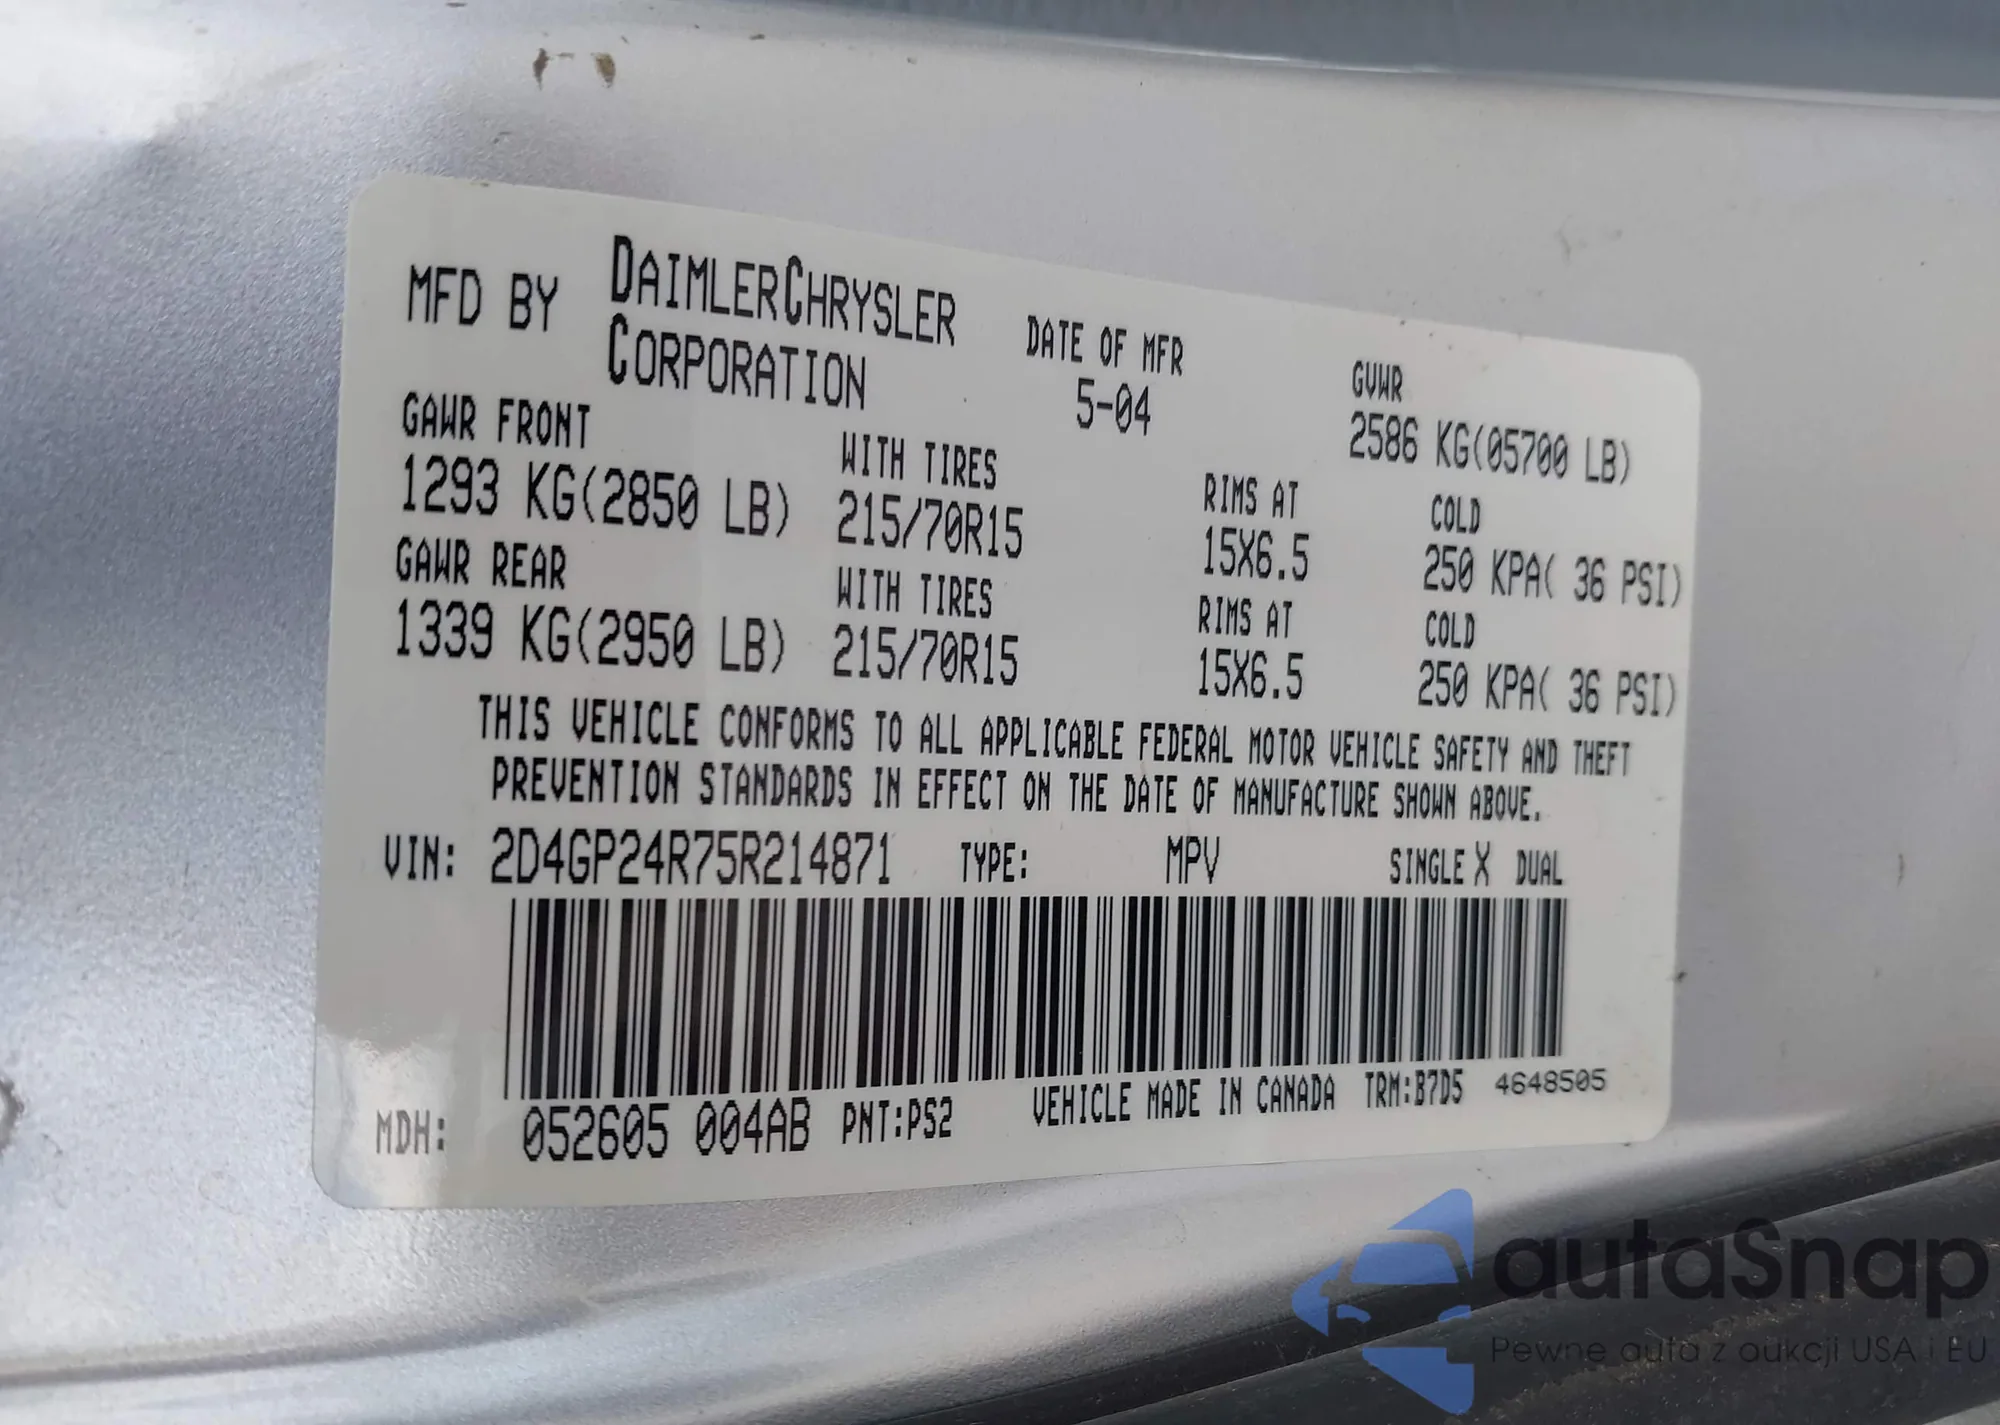 MFD BY DAIMLERCHRYSLER CORPORATION DATE OF MFR 5-04 GVWR 2586 KG(05700 LB)
GAWR FRONT WITH TIRES RIMS AT COLD
1293 KG(2850 LB) 215/70R15 15X6.5 250 KPA( 36 PSI)
GAWR REAR WITH TIRES RIMS AT COLD
1339 KG(2950 LB) 215/70R15 15X6.5 250 KPA( 36 PSI)
THIS VEHICLE CONFORMS TO ALL APPLICABLE FEDERAL MOTOR VEHICLE SAFETY AND THEFT
PREVENTION STANDARDS IN EFFECT ON THE DATE OF MANUFACTURE SHOWN ABOVE.
VIN: 2D4GP24R75R214871 TYPE: MPV SINGLE X DUAL
MDH: 052605 004AB PNT:PS2 VEHICLE MADE IN CANADA TRM:B7D5 4648505
autaSnap
Pewne auta z aukcji USA i EU